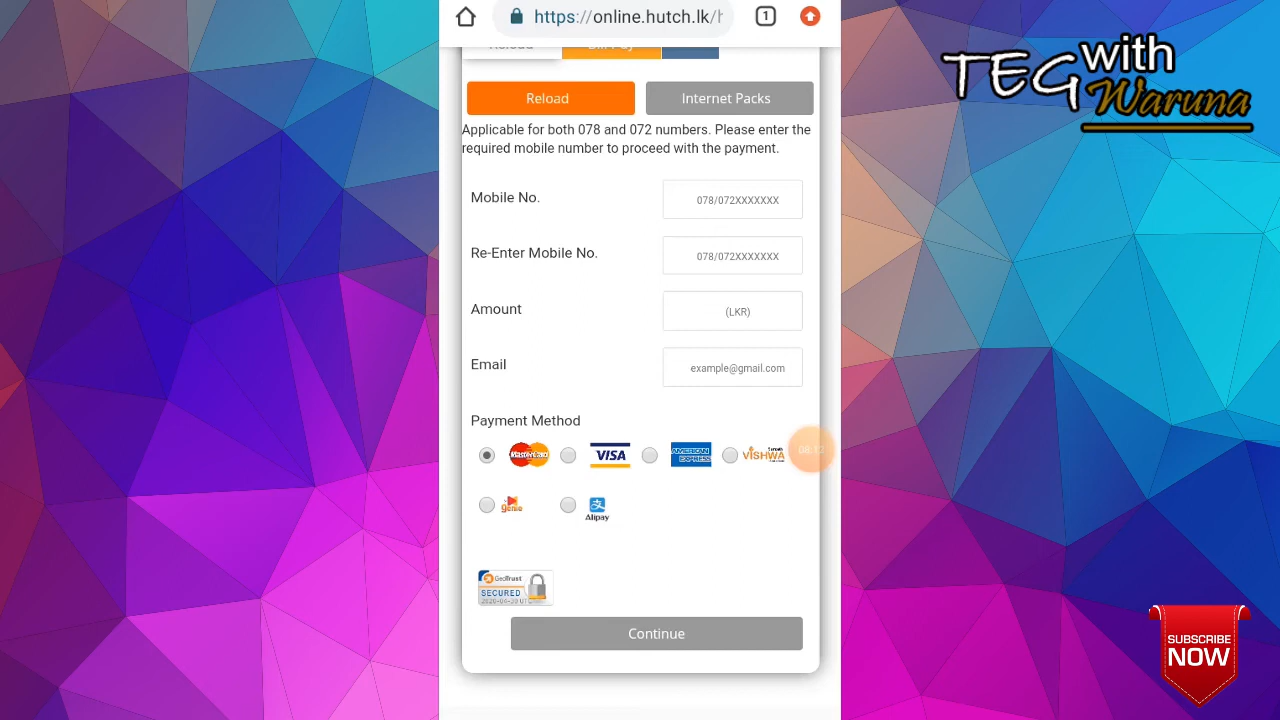 https://online.hutch.lk/h
1
TEG with
Waruna
Reload
Reload
Internet Packs
Applicable for both 078 and 072 numbers. Please enter the
required mobile number to proceed with the payment.
Mobile No.
078/072XXXXXXX
Re-Enter Mobile No.
078/072XXXXXXX
Amount
(LKR)
Email
example@gmail.com
Payment Method
MasterCard
VISA
AMERICAN
EXPRESS
VISHWA
genie
Alipay
GeoTrust
SECURED
Continue
SUBSCRIBE
NOW